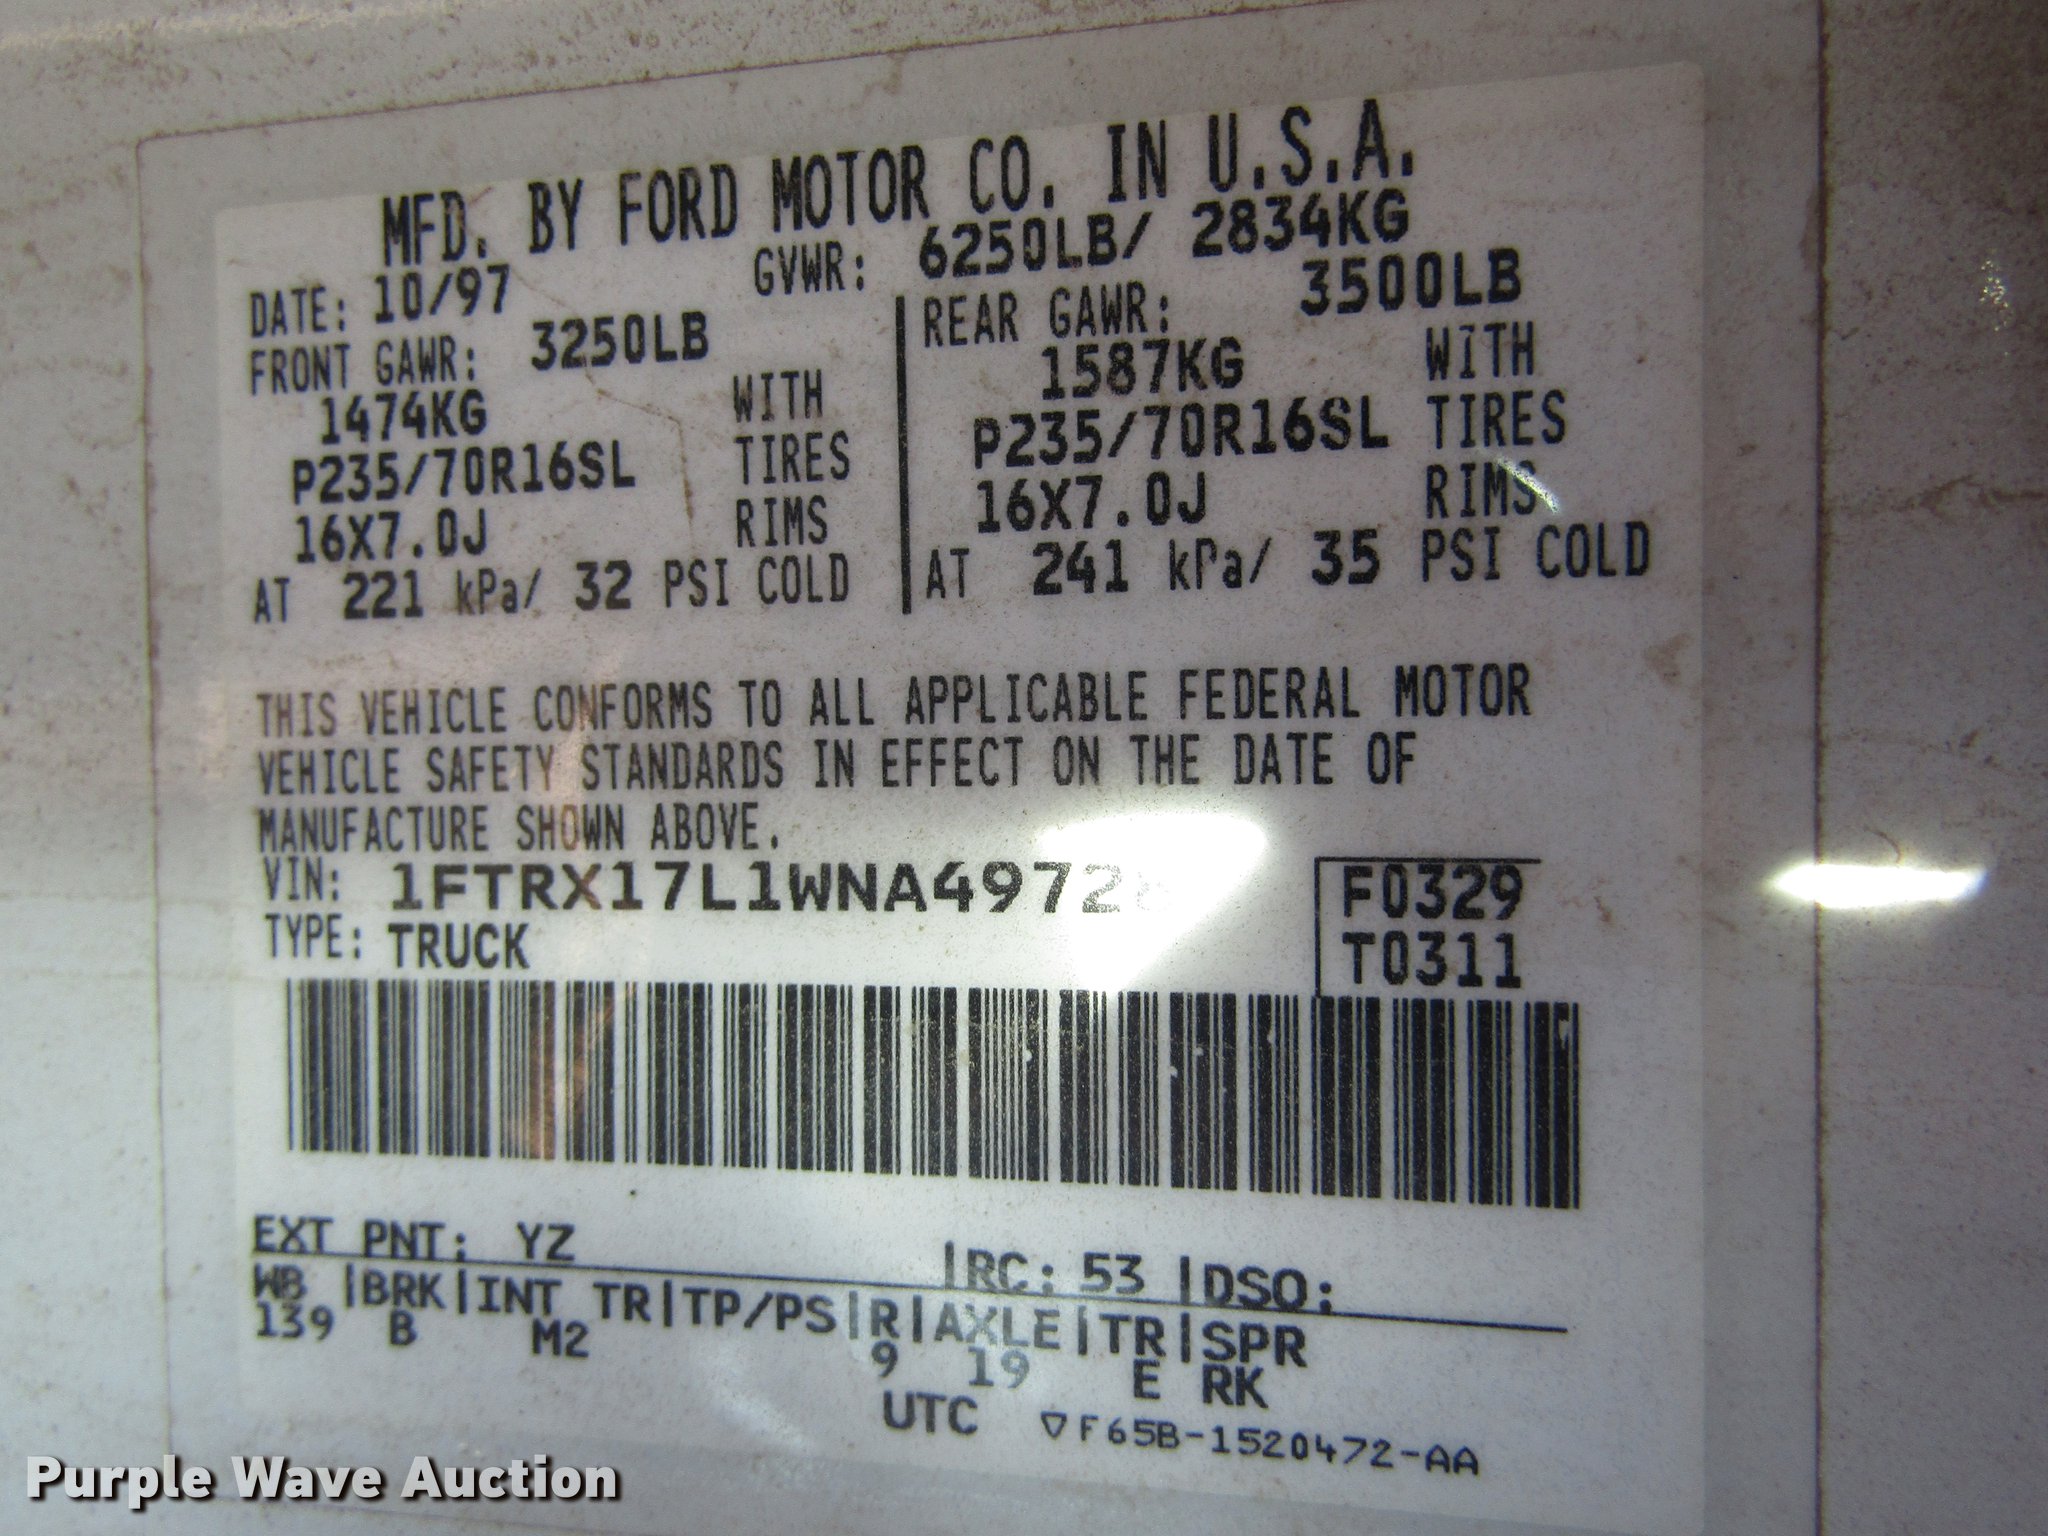 MFD. BY FORD MOTOR CO. IN U.S.A.
DATE: 10/97 GVWR: 6250LB/ 2834KG
FRONT GAWR: 3250LB REAR GAWR: 3500LB
1474KG WITH 1587KG WITH
P235/70R16SL TIRES P235/70R16SL TIRES
16X7.0J RIMS 16X7.0J RIMS
AT 221 kPa/ 32 PSI COLD AT 241 kPa/ 35 PSI COLD
THIS VEHICLE CONFORMS TO ALL APPLICABLE FEDERAL MOTOR
VEHICLE SAFETY STANDARDS IN EFFECT ON THE DATE OF
MANUFACTURE SHOWN ABOVE.
VIN: 1FTRX17L1WNA49728 F0329
TYPE: TRUCK T0311
EXT PNT: YZ |RC: 53 |DSO:
WB |BRK|INT TR|TP/PS|R|AXLE|TR|SPR
139 B M2 9 19 E RK
UTC ▽F65B-1520472-AA
Purple Wave Auction